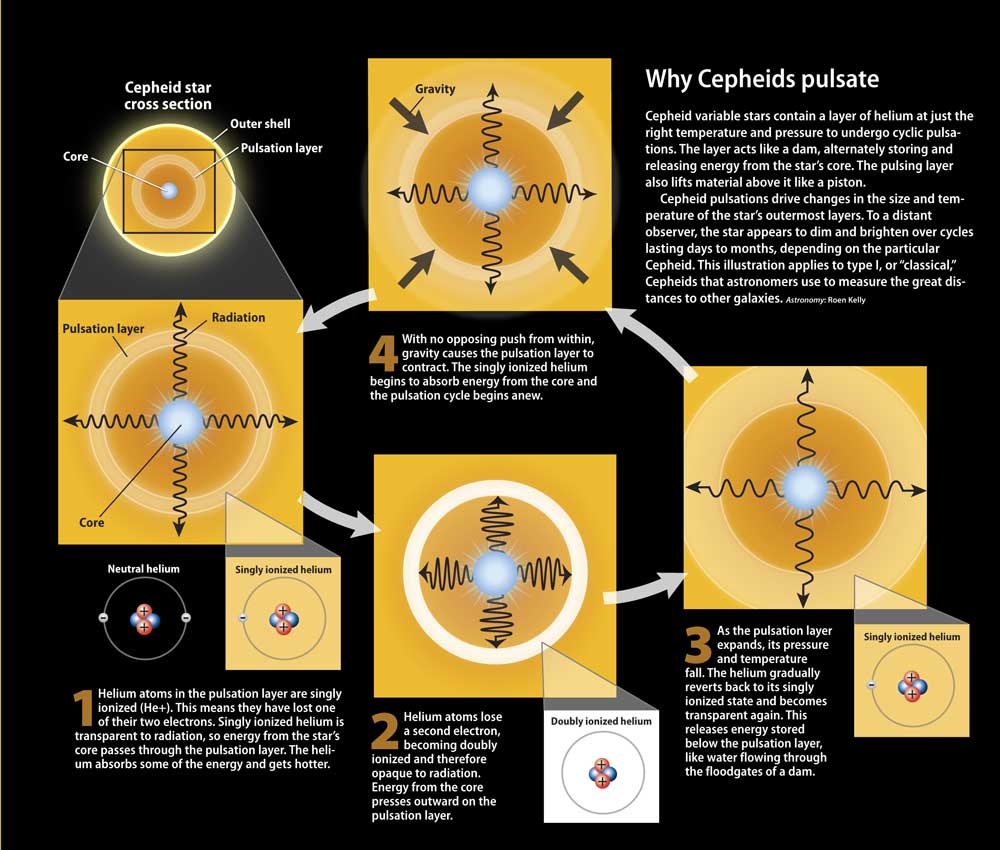 Why Cepheids pulsate
Cepheid variable stars contain a layer of helium at just the
right temperature and pressure to undergo cyclic pulsa-
tions. The layer acts like a dam, alternately storing and
releasing energy from the star's core. The pulsing layer
also lifts material above it like a piston.
Cepheid pulsations drive changes in the size and tem-
perature of the star's outermost layers. To a distant
observer, the star appears to dim and brighten over cycles
lasting days to months, depending on the particular
Cepheid. This illustration applies to type I, or “classical,”
Cepheids that astronomers use to measure the great dis-
tances to other galaxies. Astronomy: Roen Kelly
Cepheid star
cross section
Outer shell
Core
Pulsation layer
Pulsation layer
Radiation
Core
Neutral helium
+
+
−
−
Singly ionized helium
+
+
−
1 Helium atoms in the pulsation layer are singly
ionized (He+). This means they have lost one
of their two electrons. Singly ionized helium is
transparent to radiation, so energy from the star's
core passes through the pulsation layer. The heli-
um absorbs some of the energy and gets hotter.
2 Helium atoms lose
a second electron,
becoming doubly
ionized and therefore
opaque to radiation.
Energy from the core
presses outward on the
pulsation layer.
Doubly ionized helium
+
+
3 As the pulsation layer
expands, its pressure
and temperature
fall. The helium gradually
reverts back to its singly
ionized state and becomes
transparent again. This
releases energy stored
below the pulsation layer,
like water flowing through
the floodgates of a dam.
Singly ionized helium
+
+
−
Gravity
4 With no opposing push from within,
gravity causes the pulsation layer to
contract. The singly ionized helium
begins to absorb energy from the core and
the pulsation cycle begins anew.